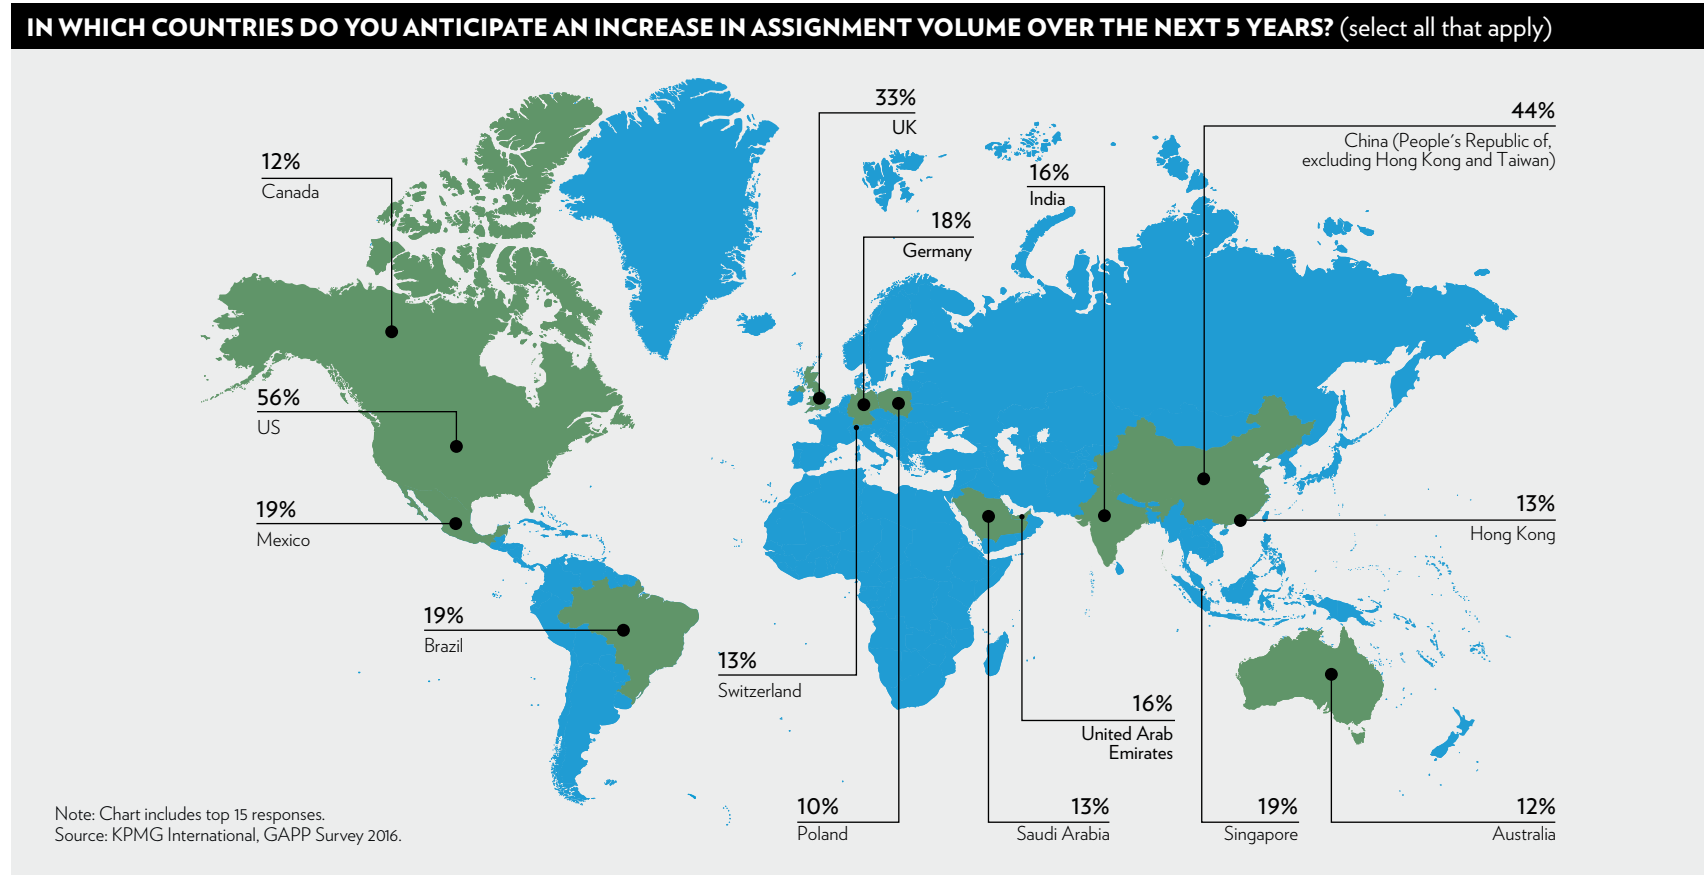 IN WHICH COUNTRIES DO YOU ANTICIPATE AN INCREASE IN ASSIGNMENT VOLUME OVER THE NEXT 5 YEARS? (select all that apply)
33%
UK
44%
China (People's Republic of,
excluding Hong Kong and Taiwan)
12%
Canada
16%
India
18%
Germany
56%
US
19%
Mexico
13%
Hong Kong
19%
Brazil
13%
Switzerland
16%
United Arab
Emirates
10%
Poland
13%
Saudi Arabia
19%
Singapore
12%
Australia
Note: Chart includes top 15 responses.
Source: KPMG International, GAPP Survey 2016.